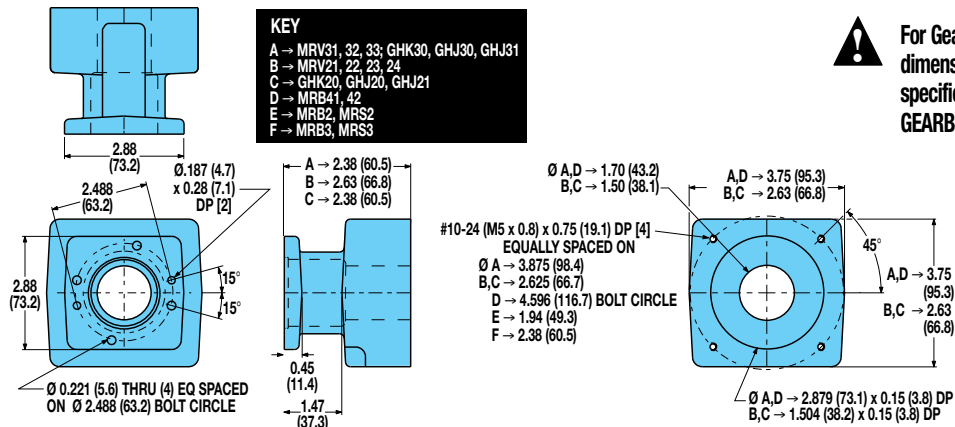 KEY
A → MRV31, 32, 33; GHK30, GHJ30, GHJ31
B → MRV21, 22, 23, 24
C → GHK20, GHJ20, GHJ21
D → MRB41, 42
E → MRB2, MRS2
F → MRB3, MRS3
For Gea
dimens
specific
GEARB
2.88
(73.2)
2.488
(63.2)
Ø.187 (4.7)
x 0.28 (7.1)
DP [2]
2.88
(73.2)
15°
15°
Ø 0.221 (5.6) THRU (4) EQ SPACED
ON Ø 2.488 (63.2) BOLT CIRCLE
A → 2.38 (60.5)
B → 2.63 (66.8)
C → 2.38 (60.5)
0.45
(11.4)
1.47
(37.3)
Ø A,D → 1.70 (43.2)
B,C → 1.50 (38.1)
#10-24 (M5 x 0.8) x 0.75 (19.1) DP [4]
EQUALLY SPACED ON
Ø A → 3.875 (98.4)
B,C → 2.625 (66.7)
D → 4.596 (116.7) BOLT CIRCLE
E → 1.94 (49.3)
F → 2.38 (60.5)
A,D → 3.75 (95.3)
B,C → 2.63 (66.8)
45°
A,D → 3.75
(95.3)
B,C → 2.63
(66.8)
Ø A,D → 2.879 (73.1) x 0.15 (3.8) DP
B,C → 1.504 (38.2) x 0.15 (3.8) DP